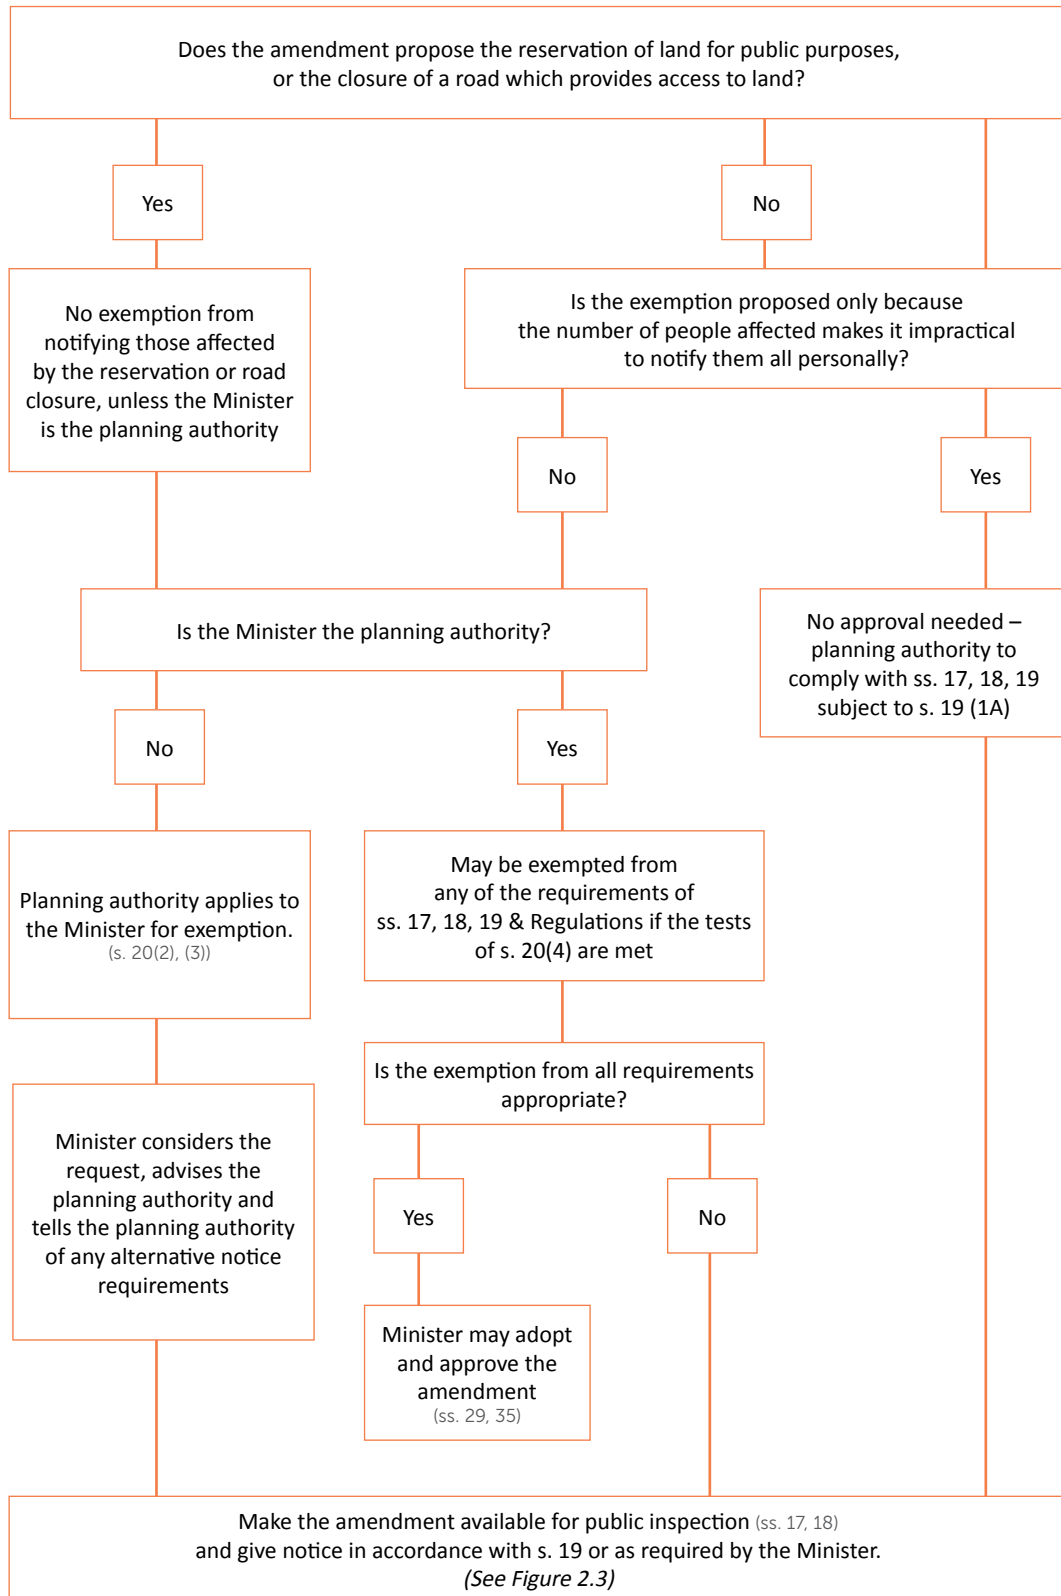 Does the amendment propose the reservation of land for public purposes,
or the closure of a road which provides access to land?
Yes
No
No exemption from
notifying those affected
by the reservation or road
closure, unless the Minister
is the planning authority
Is the exemption proposed only because
the number of people affected makes it impractical
to notify them all personally?
No
Yes
Is the Minister the planning authority?
No approval needed –
planning authority to
comply with ss. 17, 18, 19
subject to s. 19 (1A)
No
Yes
Planning authority applies to
the Minister for exemption.
(s. 20(2), (3))
May be exempted from
any of the requirements of
ss. 17, 18, 19 & Regulations if the tests
of s. 20(4) are met
Is the exemption from all requirements
appropriate?
Minister considers the
request, advises the
planning authority and
tells the planning authority
of any alternative notice
requirements
Yes
No
Minister may adopt
and approve the
amendment
(ss. 29, 35)
Make the amendment available for public inspection (ss. 17, 18)
and give notice in accordance with s. 19 or as required by the Minister.
(See Figure 2.3)